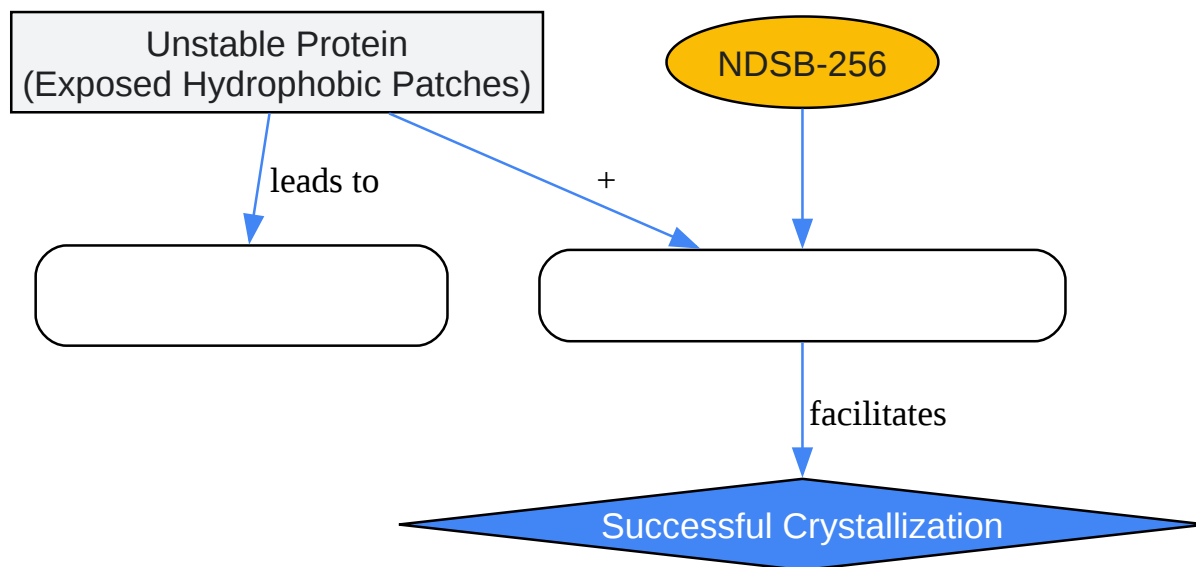 Unstable Protein
(Exposed Hydrophobic Patches)
NDSB-256
leads to
+
facilitates
Successful Crystallization